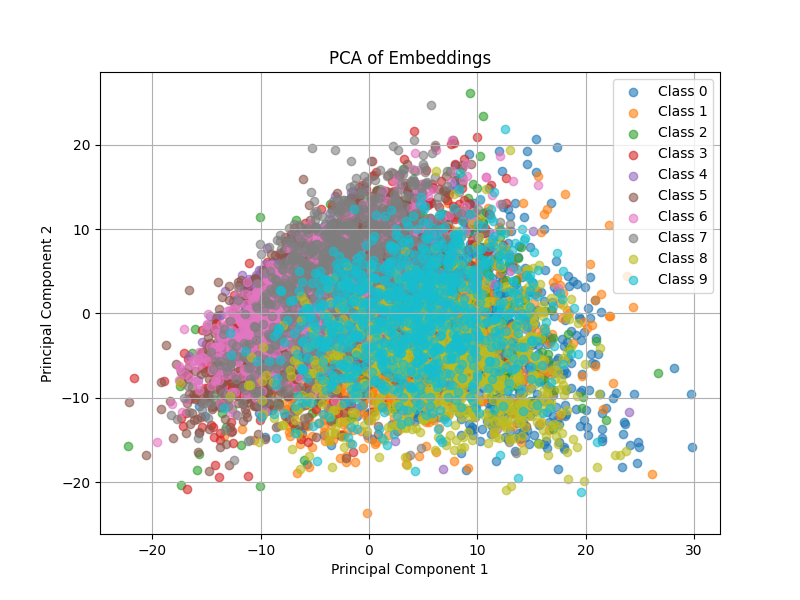 PCA of Embeddings
Class 0
Class 1
Class 2
Class 3
Class 4
Class 5
Class 6
Class 7
Class 8
Class 9
20
10
0
−10
−20
Principal Component 2
−20 −10 0 10 20 30
Principal Component 1